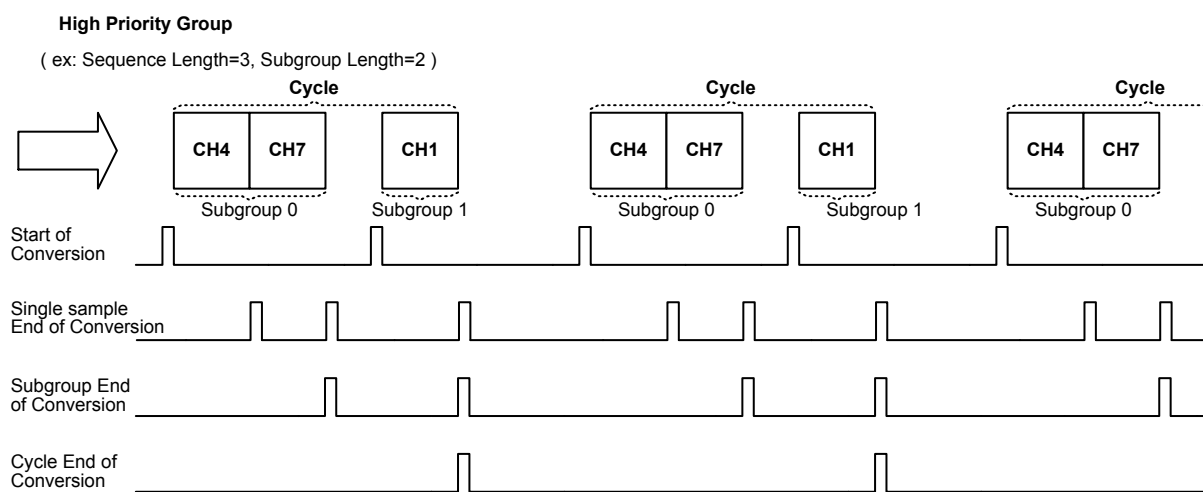 High Priority Group
( ex: Sequence Length=3, Subgroup Length=2 )
Cycle Cycle Cycle
CH4 CH7 CH1 CH4 CH7 CH1 CH4 CH7
Subgroup 0 Subgroup 1 Subgroup 0 Subgroup 1 Subgroup 0
Start of
Conversion
Single sample
End of Conversion
Subgroup End
of Conversion
Cycle End of
Conversion